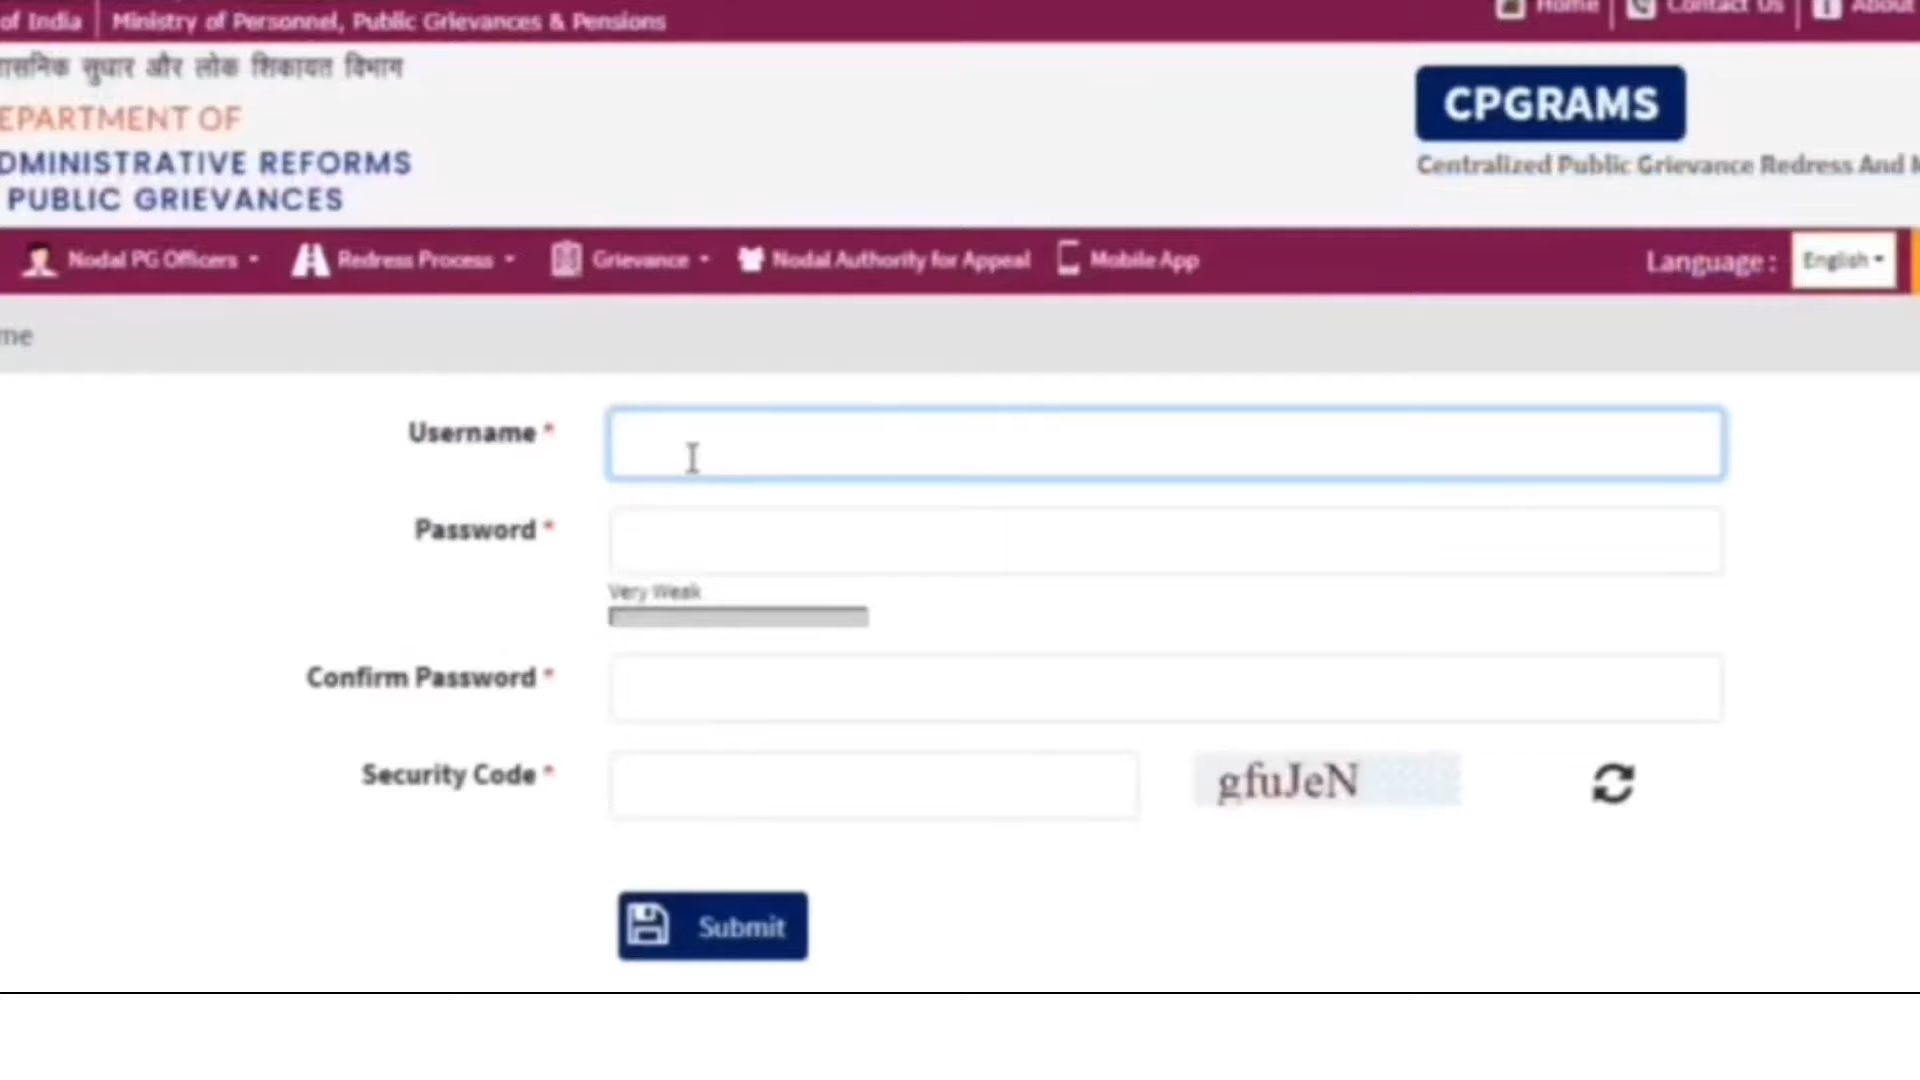 of India | Ministry of Personnel, Public Grievances & Pensions
Home | Contact Us | About
ासनिक सुधार और लोक शिकायत विभाग
EPARTMENT OF
DMINISTRATIVE REFORMS
PUBLIC GRIEVANCES
CPGRAMS
Centralized Public Grievance Redress And
Nodal PG Officers Redress Process Grievance Nodal Authority for Appeal Mobile App Language : English
me
Username *
Password *
Very Weak
Confirm Password *
Security Code * gfuJeN
Submit